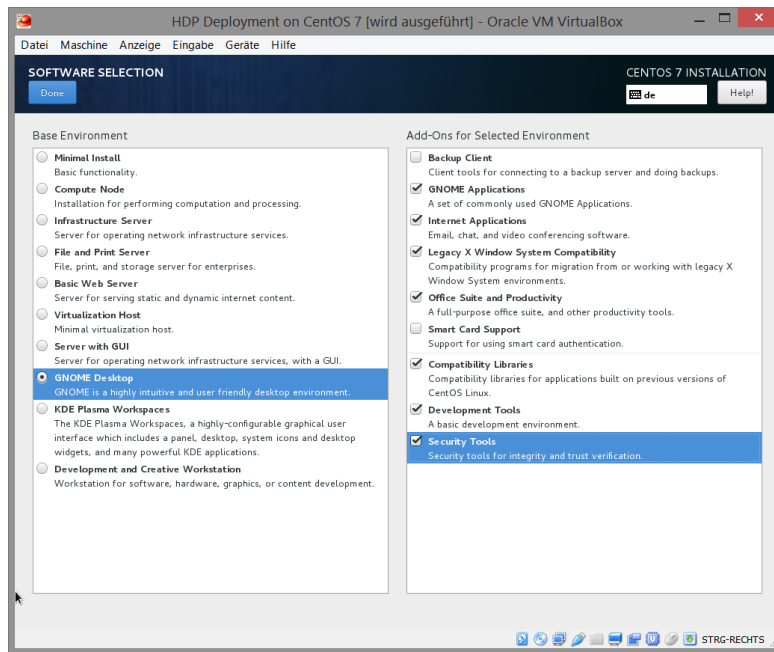 HDP Deployment on CentOS 7 [wird ausgeführt] - Oracle VM VirtualBox
Datei Maschine Anzeige Eingabe Geräte Hilfe
SOFTWARE SELECTION
Done
CENTOS 7 INSTALLATION
de
Help!
Base Environment
Minimal Install
Basic functionality.
Compute Node
Installation for performing computation and processing.
Infrastructure Server
Server for operating network infrastructure services.
File and Print Server
File, print, and storage server for enterprises.
Basic Web Server
Server for serving static and dynamic internet content.
Virtualization Host
Minimal virtualization host.
Server with GUI
Server for operating network infrastructure services, with a GUI.
GNOME Desktop
GNOME is a highly intuitive and user friendly desktop environment.
KDE Plasma Workspaces
The KDE Plasma Workspaces, a highly-configurable graphical user
interface which includes a panel, desktop, system icons and desktop
widgets, and many powerful KDE applications.
Development and Creative Workstation
Workstation for software, hardware, graphics, or content development.
Add-Ons for Selected Environment
Backup Client
Client tools for connecting to a backup server and doing backups.
GNOME Applications
A set of commonly used GNOME Applications.
Internet Applications
Email, chat, and video conferencing software.
Legacy X Window System Compatibility
Compatibility programs for migration from or working with legacy X
Window System environments.
Office Suite and Productivity
A full-purpose office suite, and other productivity tools.
Smart Card Support
Support for using smart card authentication.
Compatibility Libraries
Compatibility libraries for applications built on previous versions of
CentOS Linux.
Development Tools
A basic development environment.
Security Tools
Security tools for integrity and trust verification.
STRG-RECHTS